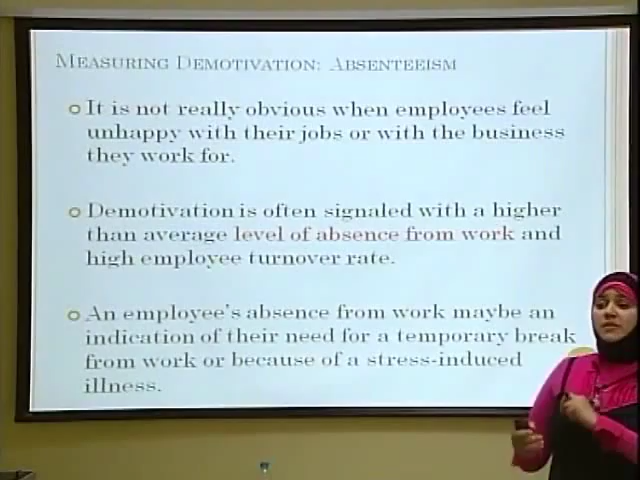 Measuring Demotivation: Absenteeism
It is not really obvious when employees feel
unhappy with their jobs or with the business
they work for.
Demotivation is often signaled with a higher
than average level of absence from work and
high employee turnover rate.
An employee's absence from work maybe an
indication of their need for a temporary break
from work or because of a stress-induced
illness.